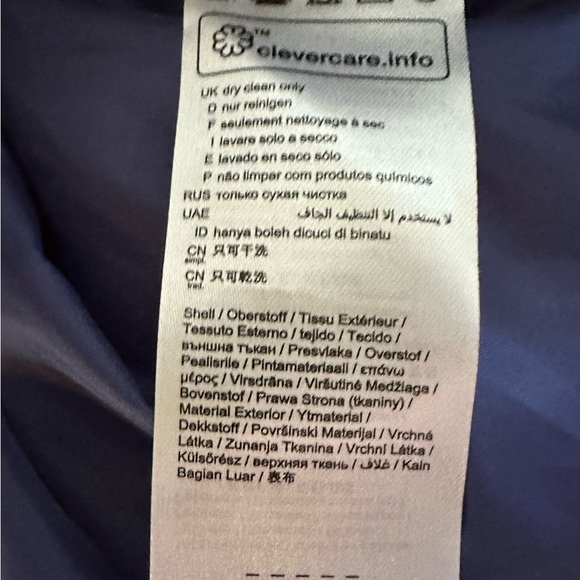 ™
clevercare.info
UK dry clean only
D nur reinigen
F seulement nettoyage à sec
I lavare solo a secco
E lavado en seco sólo
P não limpar com produtos químicos
RUS только сухая чистка
UAE لا يستخدم إلا التنظيف الجاف
ID hanya boleh dicuci di binatu
CN simpl. 只可干洗
CN trad. 只可乾洗
Shell / Oberstoff / Tissu Extérieur /
Tessuto Esterno / tejido / Tecido /
външна тъкан / Presvlaka / Overstof /
Pealisriie / Pintamateriaali / επάνω
μέρος / Virsdrāna / Viršutinė Medžiaga /
Bovenstof / Prawa Strona (tkaniny) /
Material Exterior / Ytmaterial /
Dekkstoff / Površinski Materijal / Vrchná
Látka / Zunanja Tkanina / Vrchní Látka /
Külsőrész / верхняя ткань / غلاف / Kain
Bagian Luar / 表布